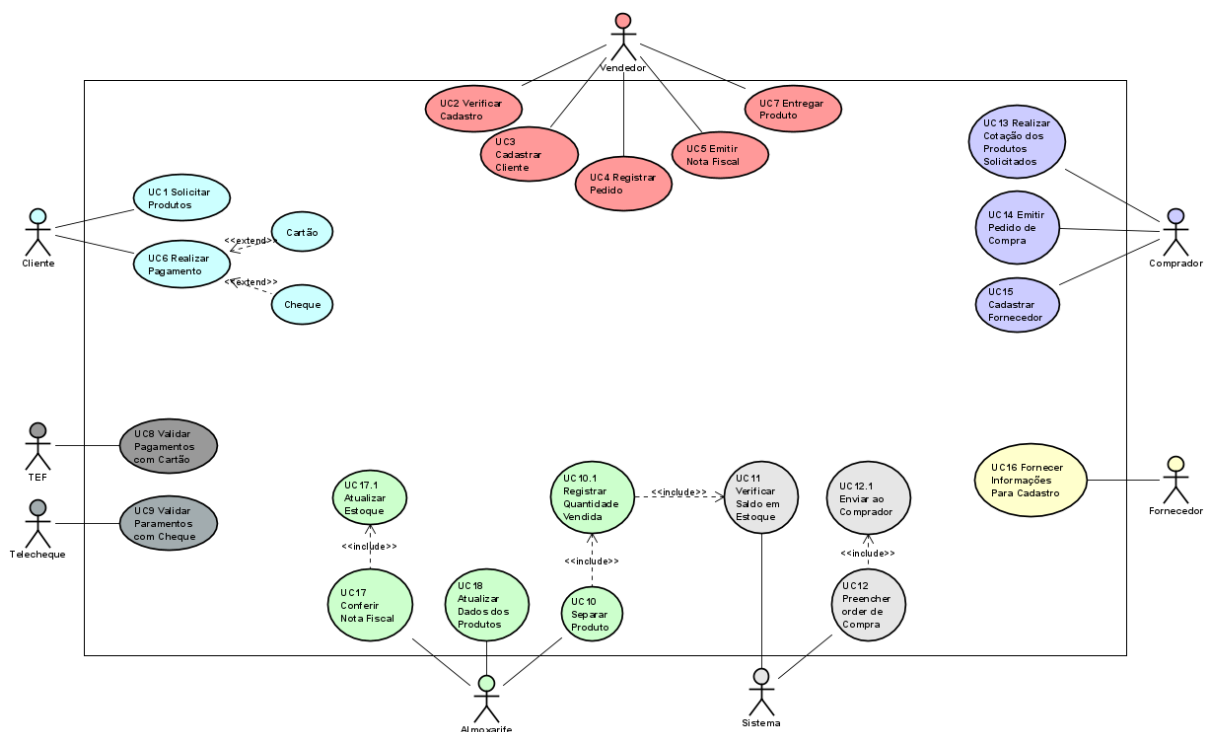 Vendedor
UC2 Verificar
Cadastro
UC7 Entregar
Produto
UC3
Cadastrar
Cliente
UC5 Emitir
Nota Fiscal
UC4 Registrar
Pedido
UC13 Realizar
Cotação dos
Produtos
Solicitados
UC1 Solicitar
Produtos
Cartão
<<extend>>
UC6 Realizar
Pagamento
<<extend>>
Cheque
Cliente
UC14 Emitir
Pedido de
Compra
Comprador
UC15
Cadastrar
Fornecedor
UC8 Validar
Pagamentos
com Cartão
TEF
UC9 Validar
Paramentos
com Cheque
Telecheque
UC17.1
Atualizar
Estoque
<<include>>
UC17
Conferir
Nota Fiscal
UC18
Atualizar
Dados dos
Produtos
UC10.1
Registrar
Quantidade
Vendida
<<include>>
UC10
Separar
Produto
<<include>>
UC11
Verificar
Saldo em
Estoque
UC12.1
Enviar ao
Comprador
<<include>>
UC12
Preencher
order de
Compra
UC16 Fornecer
Informações
Para Cadastro
Fornecedor
Almoxarife
Sistema